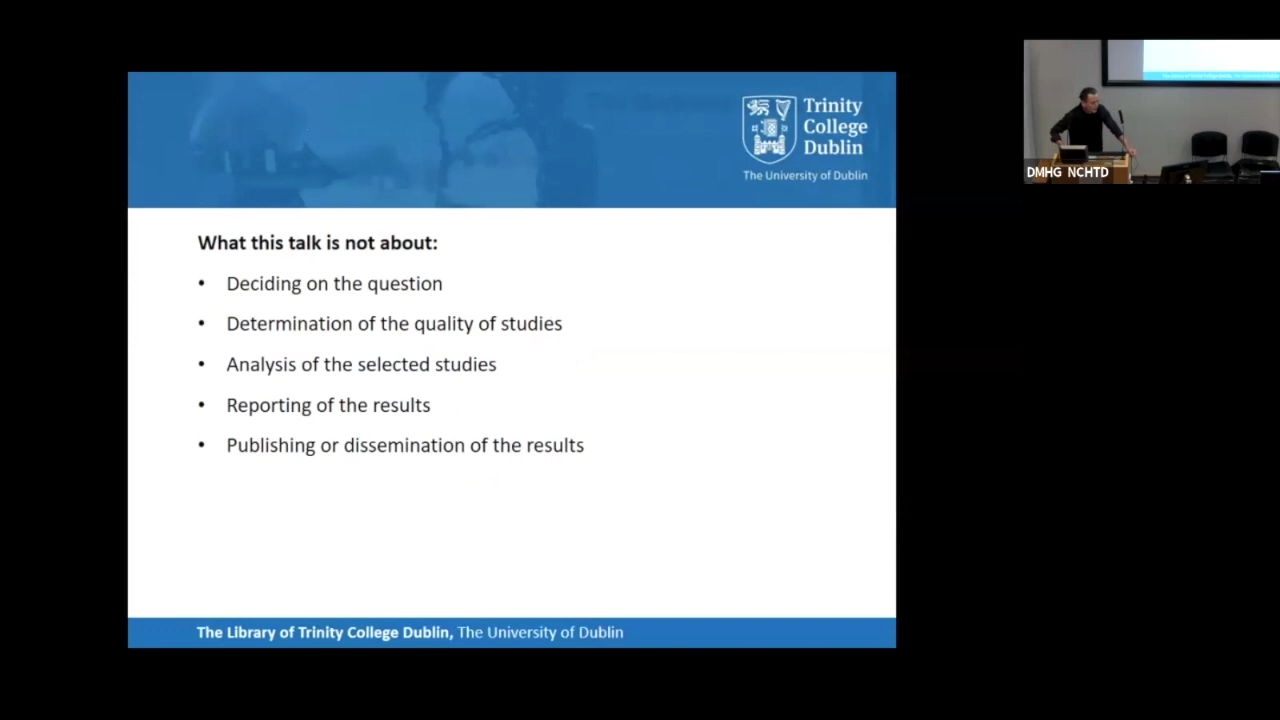 Trinity
College
Dublin
The University of Dublin
What this talk is not about:
• Deciding on the question
• Determination of the quality of studies
• Analysis of the selected studies
• Reporting of the results
• Publishing or dissemination of the results
The Library of Trinity College Dublin, The University of Dublin
DMHG NCHTD